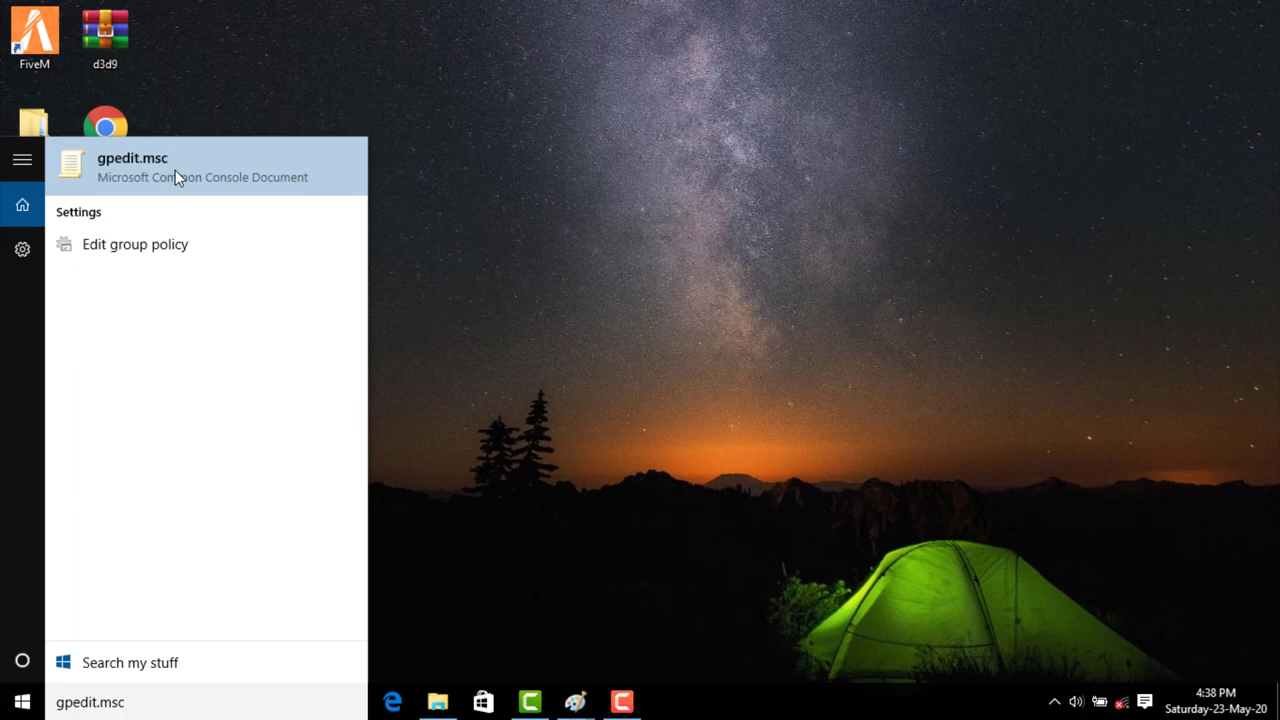 FiveM
d3d9
gpedit.msc
Microsoft Common Console Document
Settings
Edit group policy
Search my stuff
gpedit.msc
4:38 PM
Saturday-23-May-20